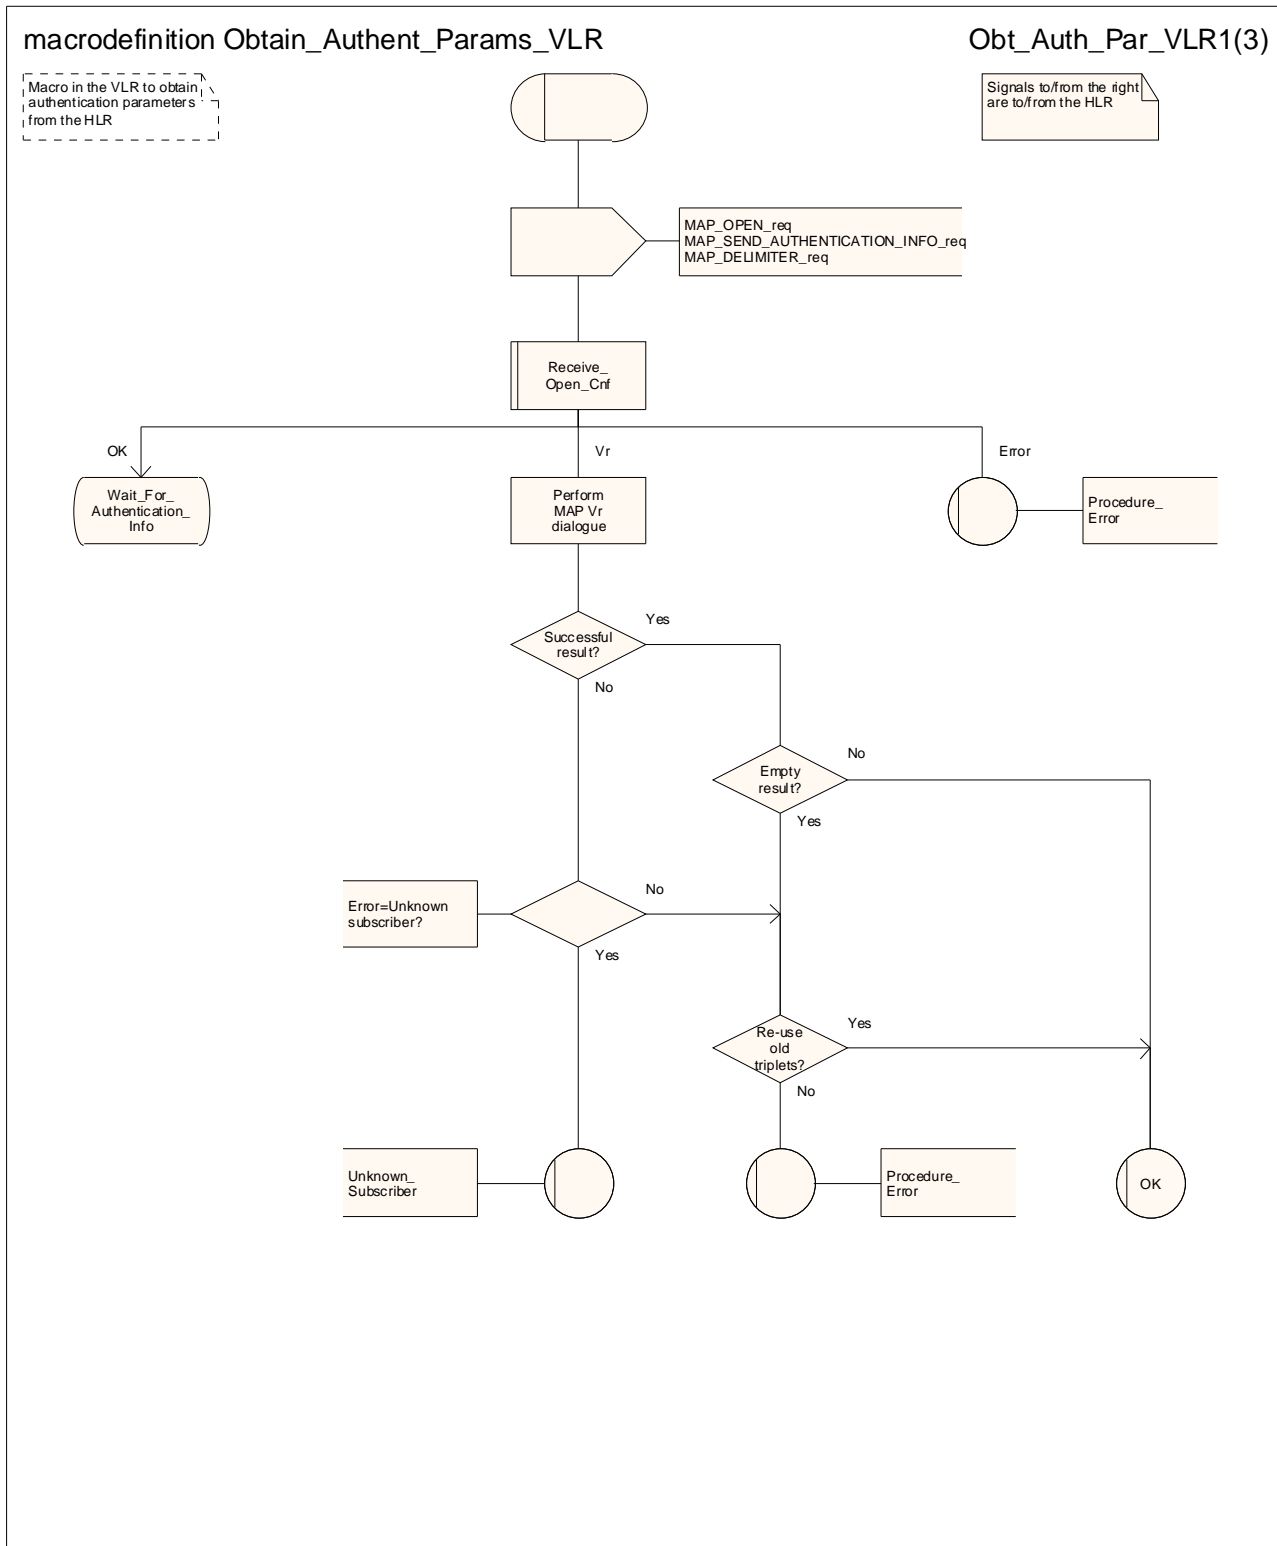 macrodefinition Obtain_Authent_Params_VLR
Obt_Auth_Par_VLR1(3)
Macro in the VLR to obtain
authentication parameters
from the HLR
Signals to/from the right
are to/from the HLR
MAP_OPEN_req
MAP_SEND_AUTHENTICATION_INFO_req
MAP_DELIMITER_req
Receive_
Open_Cnf
OK
Vr
Error
Wait_For_
Authentication_
Info
Perform
MAP Vr
dialogue
Procedure_
Error
Successful
result?
Yes
No
Empty
result?
No
Yes
Error=Unknown
subscriber?
No
Yes
Re-use
old
triplets?
Yes
No
Unknown_
Subscriber
Procedure_
Error
OK